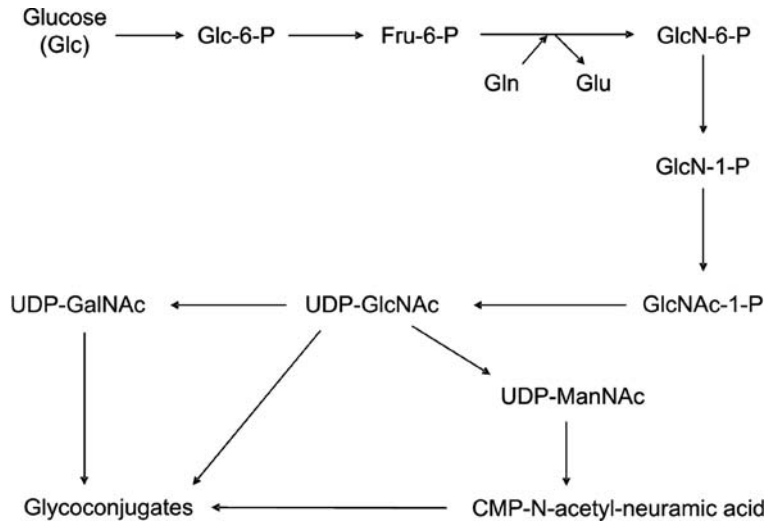 Glucose
(Glc)
Glc-6-P
Fru-6-P
GlcN-6-P
Gln
Glu
GlcN-1-P
UDP-GalNAc
UDP-GlcNAc
GlcNAc-1-P
UDP-ManNAc
Glycoconjugates
CMP-N-acetyl-neuramic acid